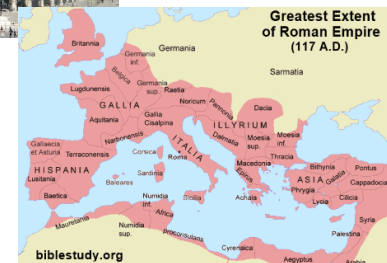 Greatest Extent
of Roman Empire
(117 A.D.)
Britannia
Germania
Germania
inf.
Sarmatia
Belgica
Lugdunensis
Germania
sup.
Raetia
Noricum
Pannonia
Dacia
GALLIA
Gallia
Cisalpina
ILLYRIUM
Aquitania
Dalmatia
Moesia
sup.
Moesia
inf.
Narbonensis
ITALIA
Gallaecia
et Asturia
Terraconensis
Corsica
Roma
Thracia
Macedonia
Bithynia
Pontus
HISPANIA
Sardinia
Epirus
ASIA
Galatia
Cappadocia
Lusitania
Baleares
Phrygia
Baetica
Sicilia
Achaia
Lycia
Cilicia
Numidia
inf.
Mauretania
Africa
Syria
Numidia
sup.
proconsularis
Palestina
Cyrenaica
biblestudy.org
Aegyptus
Arabia